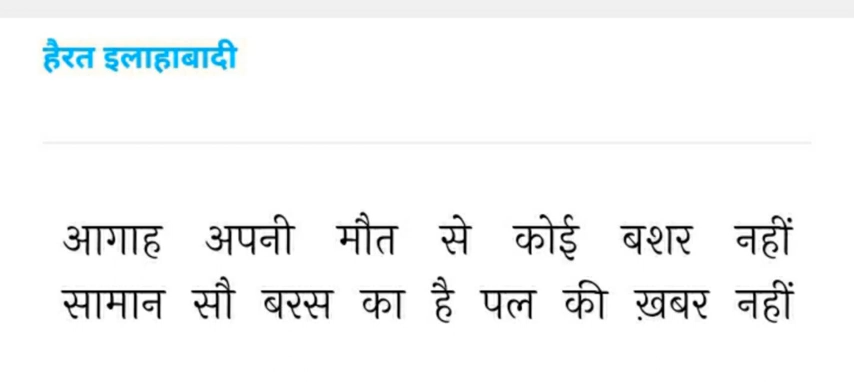 हैरत इलाहाबादी
आगाह अपनी मौत से कोई बशर नहीं
सामान सौ बरस का है पल की ख़बर नहीं